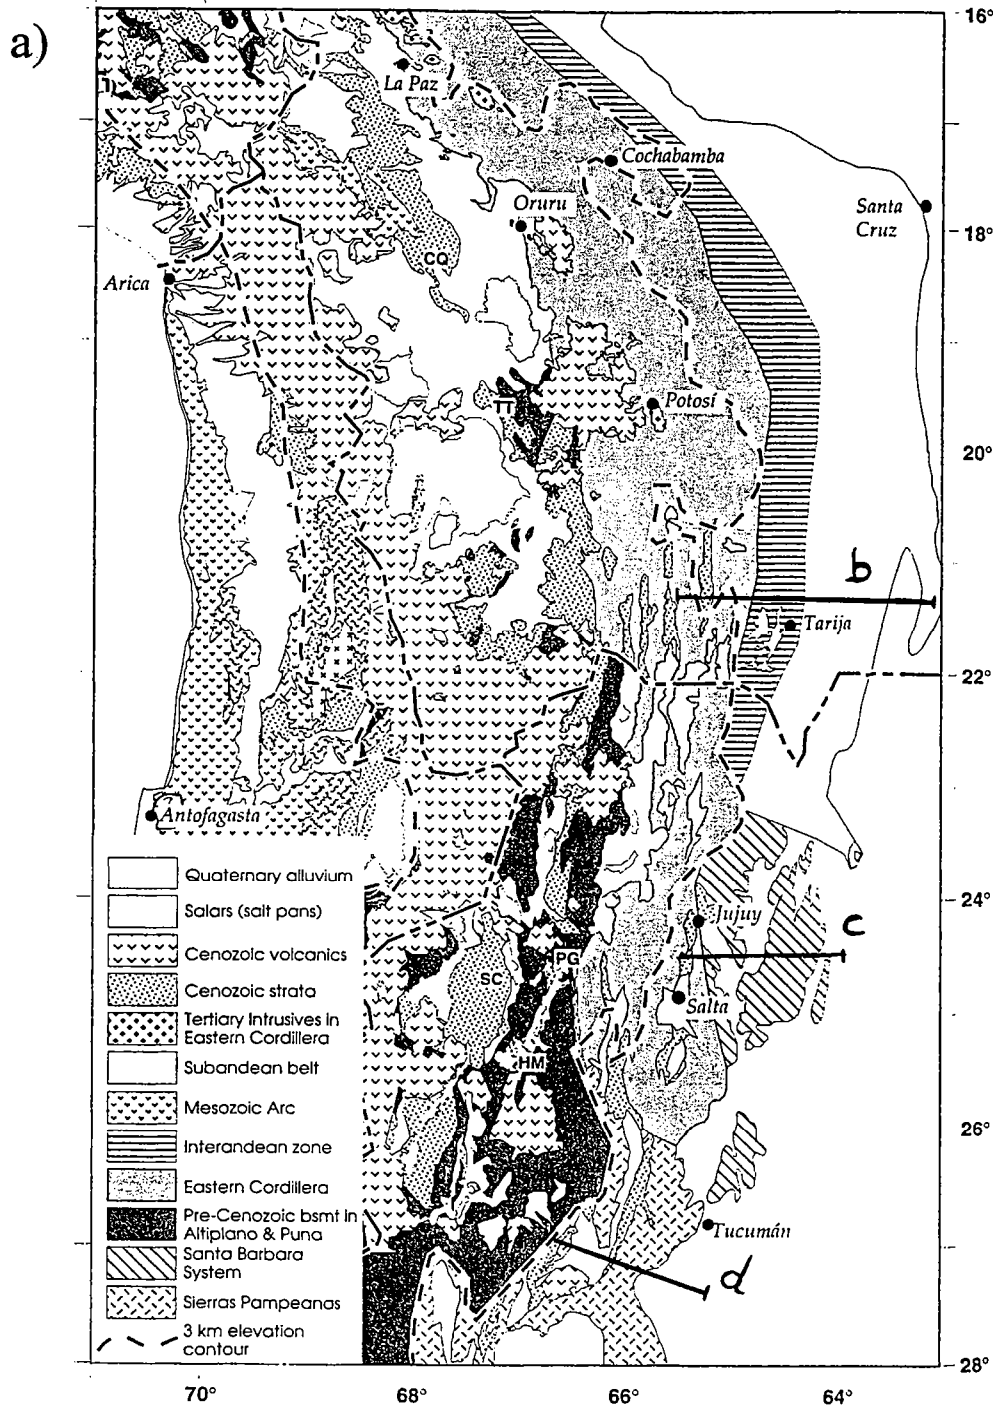 a)
16°
La Paz
Cochabamba
Oruru
Santa
Cruz
18°
CQ
Arica
TT
Potosí
20°
b
Tarija
22°
Antofagasta
Quaternary alluvium
Salars (salt pans)
Cenozoic volcanics
Cenozoic strata
Tertiary Intrusives in
Eastern Cordillera
Subandean belt
Mesozoic Arc
Interandean zone
Eastern Cordillera
Pre-Cenozoic bsmt in
Altiplano & Puna
Santa Barbara
System
Sierras Pampeanas
3 km elevation
contour
24°
Jujuy
c
PG
SC
Salta
HM
26°
Tucumán
d
28°
70°
68°
66°
64°